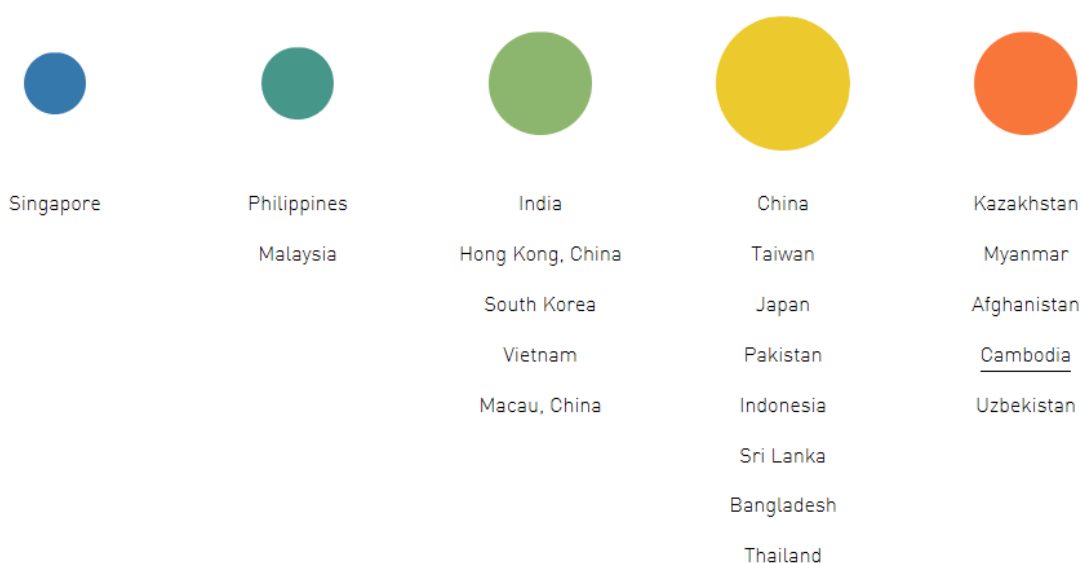 Singapore
Philippines
Malaysia
India
Hong Kong, China
South Korea
Vietnam
Macau, China
China
Taiwan
Japan
Pakistan
Indonesia
Sri Lanka
Bangladesh
Thailand
Kazakhstan
Myanmar
Afghanistan
Cambodia
Uzbekistan